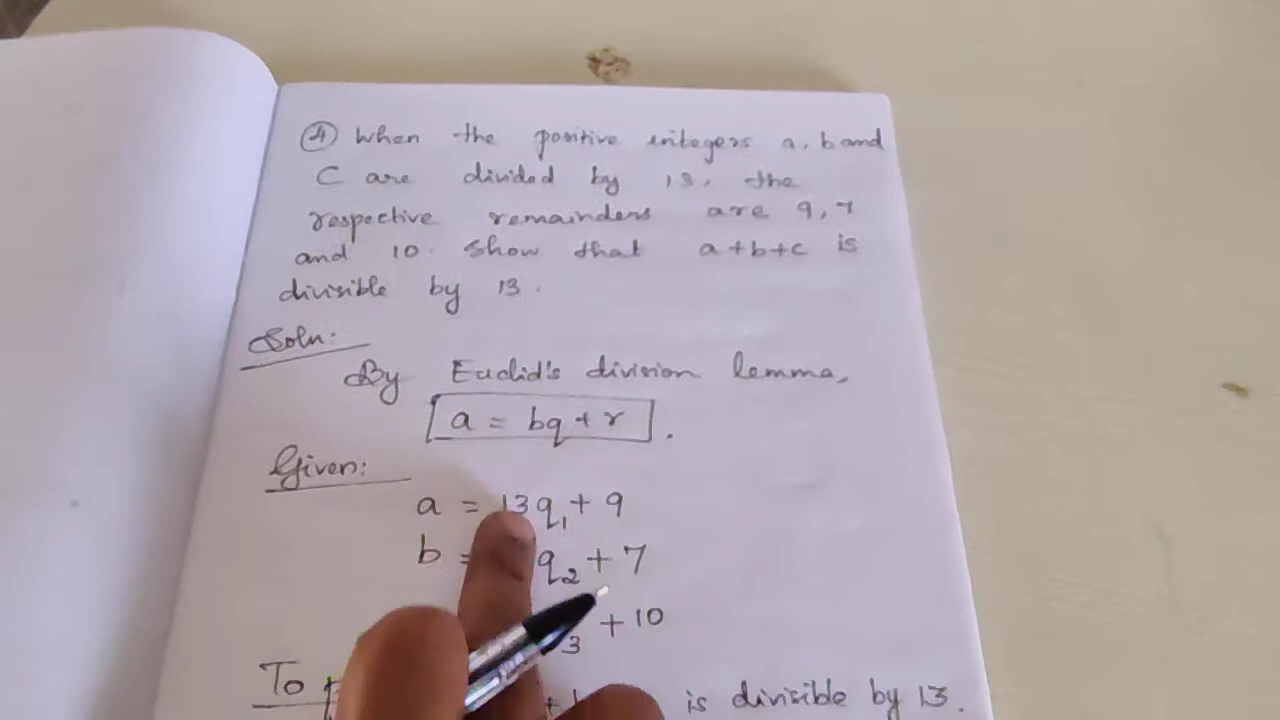 ④ When the positive integers a, b and
C are divided by 13, the
respective remainders are 9, 7
and 10. Show that a+b+c is
divisible by 13.
Soln:
By Euclid's division lemma,
a = bq + r.
Given:
a = 13q₁ + 9
b = q₂ + 7
3 + 10
To is divisible by 13.